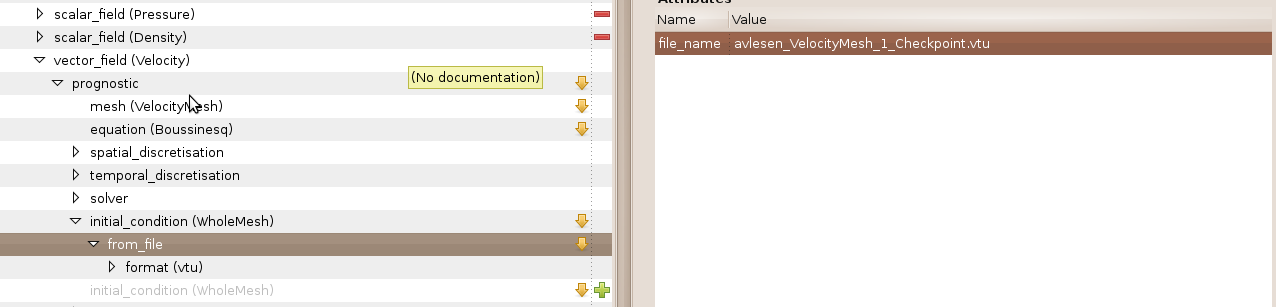 scalar_field (Pressure)
scalar_field (Density)
vector_field (Velocity)
(No documentation)
prognostic
mesh (VelocityMesh)
equation (Boussinesq)
spatial_discretisation
temporal_discretisation
solver
initial_condition (WholeMesh)
from_file
format (vtu)
initial_condition (WholeMesh)
Attributes
Name Value
file_name avlesen_VelocityMesh_1_Checkpoint.vtu